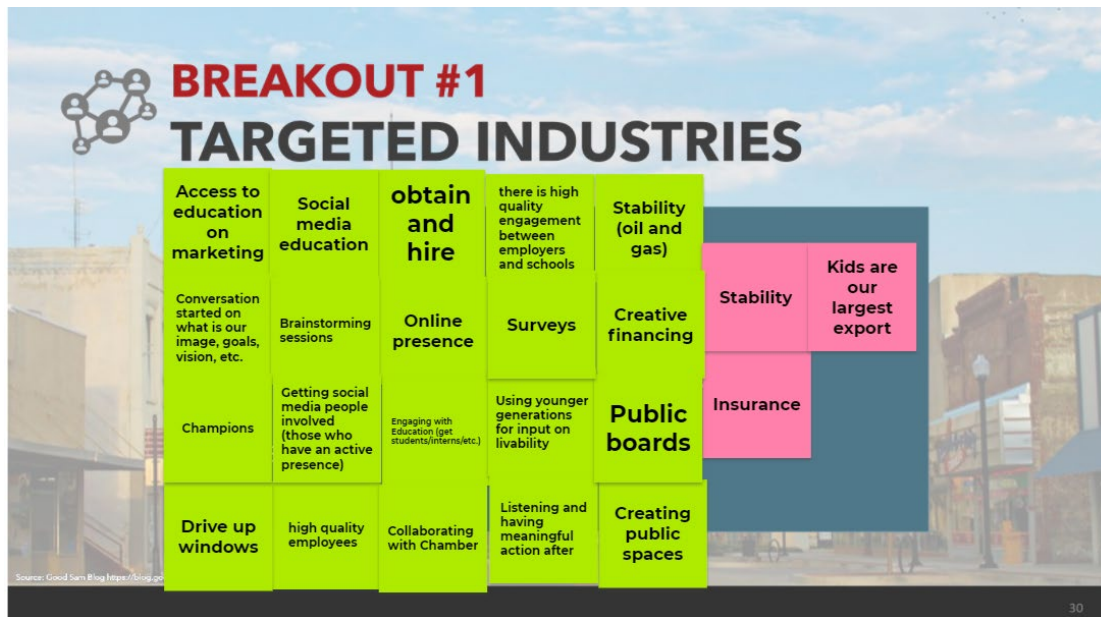 BREAKOUT #1
TARGETED INDUSTRIES
Access to
education
on
marketing
Social
media
education
obtain
and
hire
there is high
quality
engagement
between
employers
and schools
Stability
(oil and
gas)
Stability
Kids are
our
largest
export
Conversation
started on
what is our
image, goals,
vision, etc.
Brainstorming
sessions
Online
presence
Surveys
Creative
financing
Insurance
Champions
Getting social
media people
involved
(those who
have an active
presence)
Engaging with
Education (get
students/interns/etc.)
Using younger
generations
for input on
livability
Public
boards
Drive up
windows
high quality
employees
Collaborating
with Chamber
Listening and
having
meaningful
action after
Creating
public
spaces
Source: Good Sam Blog https://blog.go
30